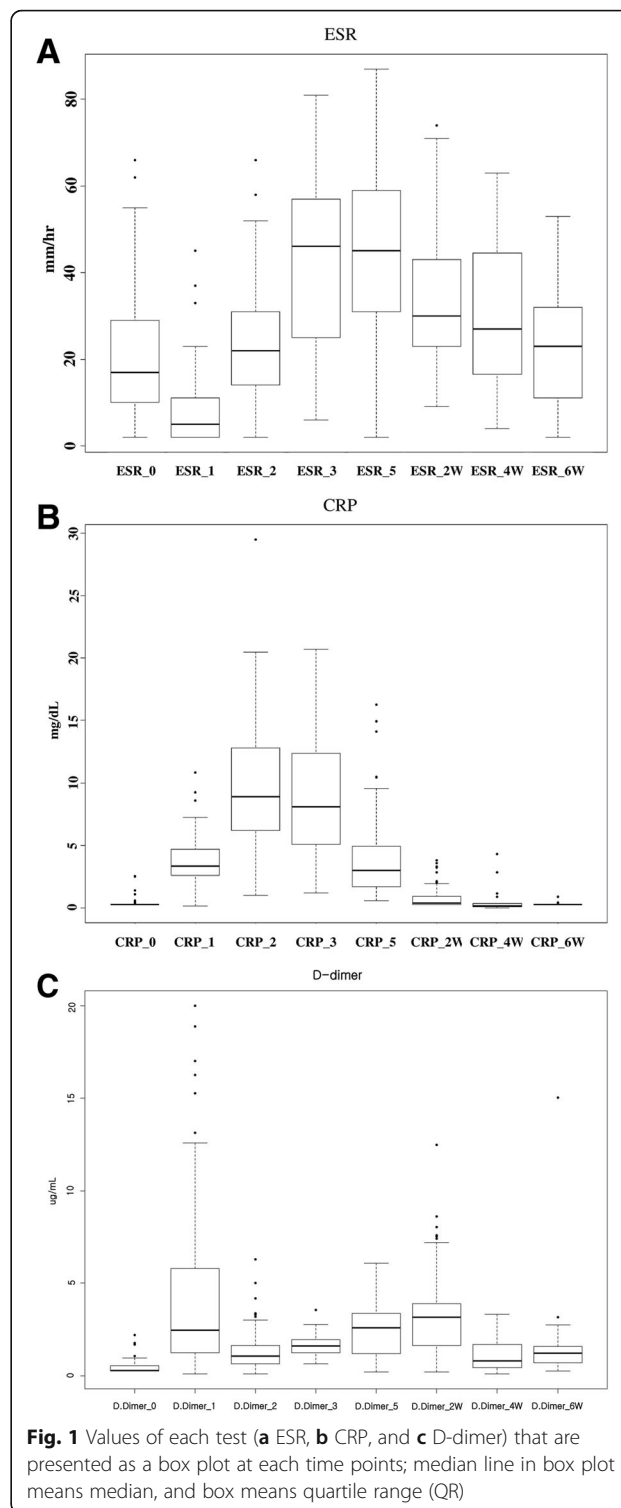 A
ESR
80
60
40
20
0
mm/hr
ESR_0 ESR_1 ESR_2 ESR_3 ESR_5 ESR_2W ESR_4W ESR_6W
B
CRP
30
25
20
15
10
5
0
mg/dL
CRP_0 CRP_1 CRP_2 CRP_3 CRP_5 CRP_2W CRP_4W CRP_6W
C
D-dimer
20
15
10
5
0
ug/mL
D.Dimer_0 D.Dimer_1 D.Dimer_2 D.Dimer_3 D.Dimer_5 D.Dimer_2W D.Dimer_4W D.Dimer_6W
Fig. 1 Values of each test (a ESR, b CRP, and c D-dimer) that are
presented as a box plot at each time points; median line in box plot
means median, and box means quartile range (QR)